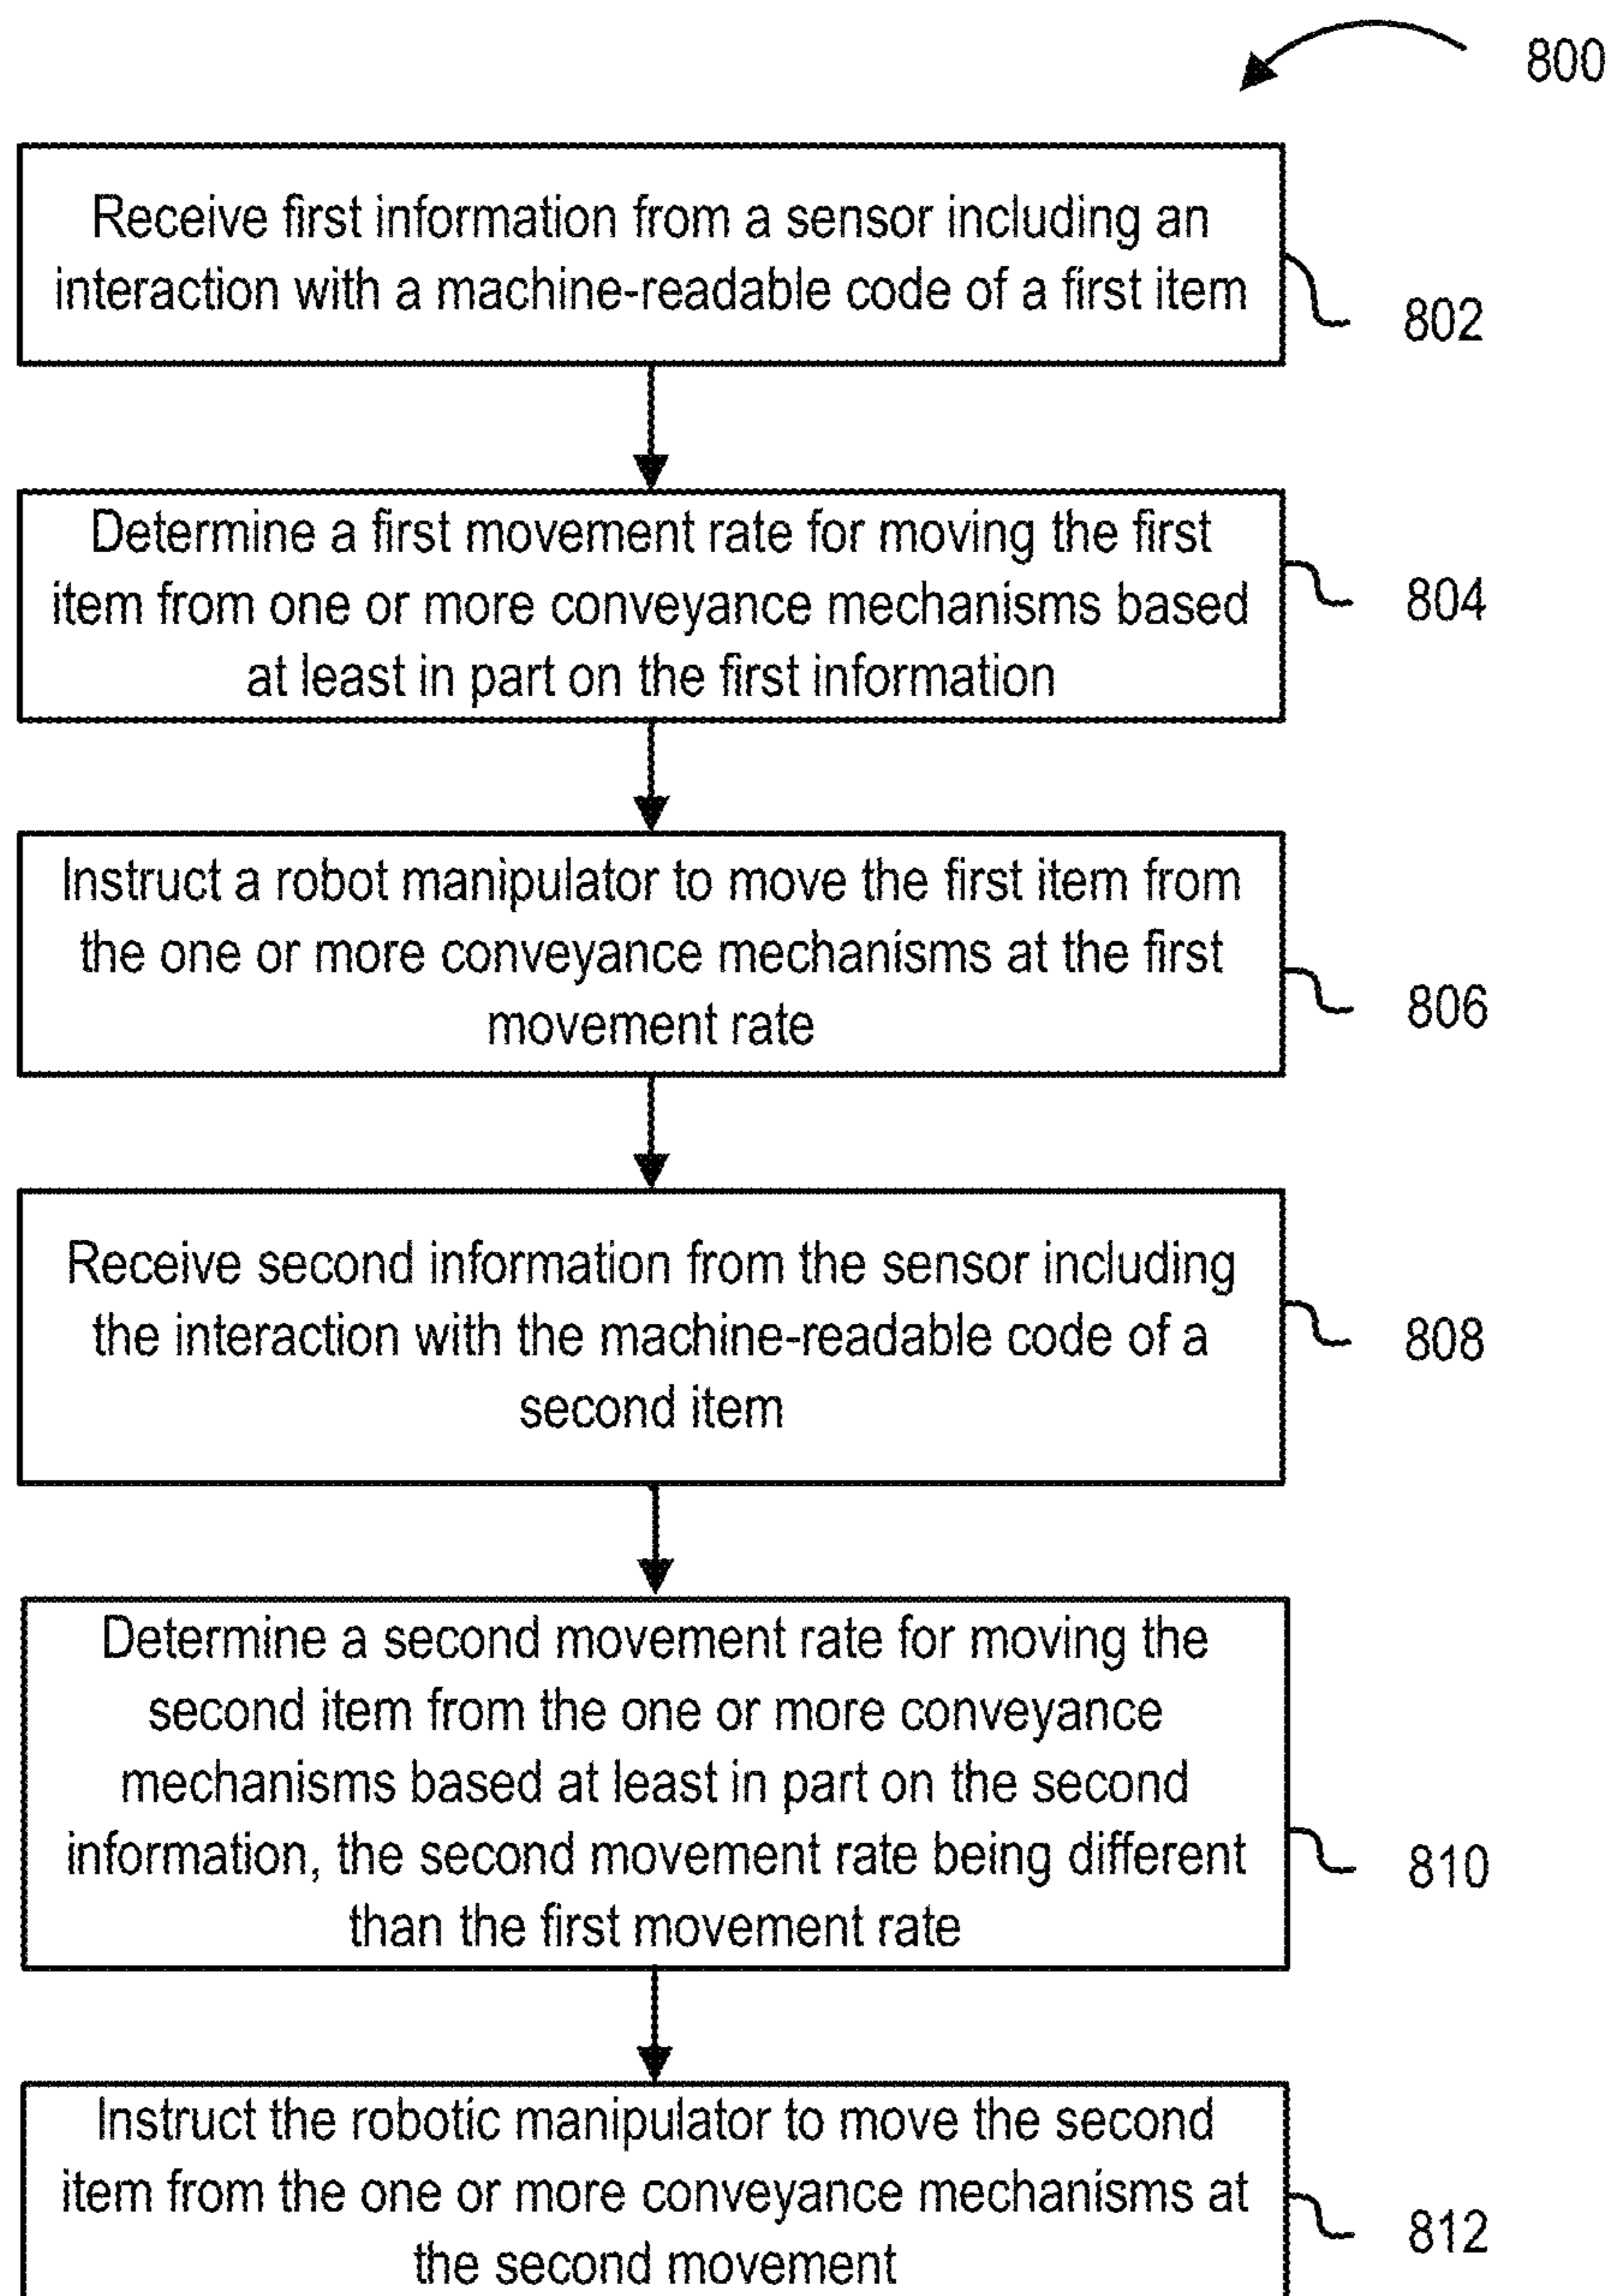 800
Receive first information from a sensor including an
interaction with a machine-readable code of a first item
802
Determine a first movement rate for moving the first
item from one or more conveyance mechanisms based
at least in part on the first information
804
Instruct a robot manipulator to move the first item from
the one or more conveyance mechanisms at the first
movement rate
806
Receive second information from the sensor including
the interaction with the machine-readable code of a
second item
808
Determine a second movement rate for moving the
second item from the one or more conveyance
mechanisms based at least in part on the second
information, the second movement rate being different
than the first movement rate
810
Instruct the robotic manipulator to move the second
item from the one or more conveyance mechanisms at
the second movement
812